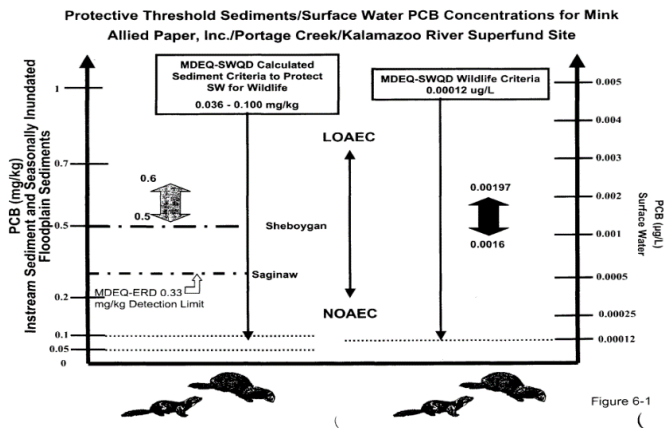 Protective Threshold Sediments/Surface Water PCB Concentrations for Mink
Allied Paper, Inc./Portage Creek/Kalamazoo River Superfund Site
PCB (mg/kg)
Instream Sediment and Seasonally Inundated
Floodplain Sediments
1
0.7
0.5
0.2
0.1
0.05
0
MDEQ-SWQD Calculated
Sediment Criteria to Protect
SW for Wildlife
0.036 - 0.100 mg/kg
0.6
0.5
Sheboygan
Saginaw
MDEQ-ERD 0.33
mg/kg Detection Limit
LOAEC
NOAEC
MDEQ-SWQD Wildlife Criteria
0.00012 ug/L
0.00197
0.0016
0.005
0.004
0.003
0.002
0.001
0.0005
0.00025
0.00012
PCB (µg/L)
Surface Water
Figure 6-1